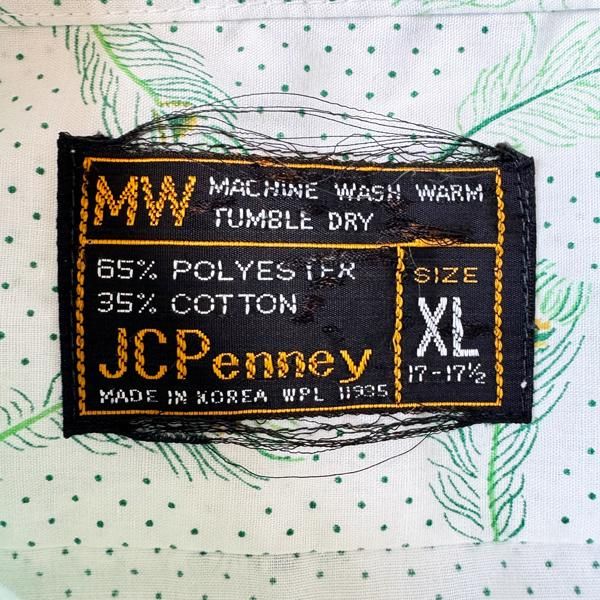 MW MACHINE WASH WARM
TUMBLE DRY
65% POLYESTER
35% COTTON
JCPenney
MADE IN KOREA WPL 11935
SIZE
XL
17-17½